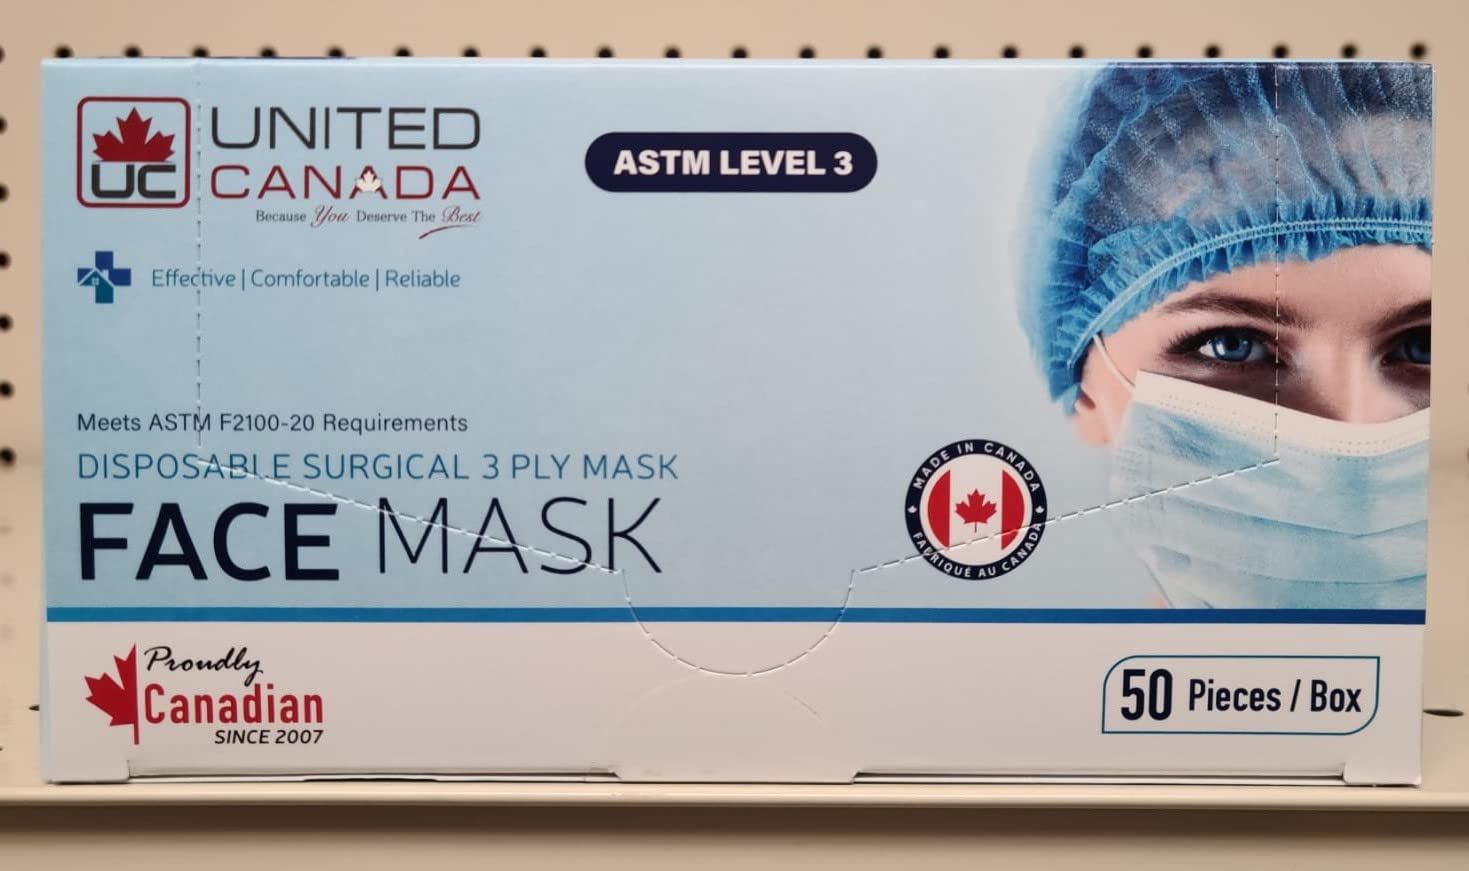 UC
UNITED
CANADA
Because You Deserve The Best
ASTM LEVEL 3
Effective | Comfortable | Reliable
Meets ASTM F2100-20 Requirements
DISPOSABLE SURGICAL 3 PLY MASK
FACE MASK
MADE IN CANADA
FABRIQUÉ AU CANADA
Proudly
Canadian
SINCE 2007
50 Pieces / Box